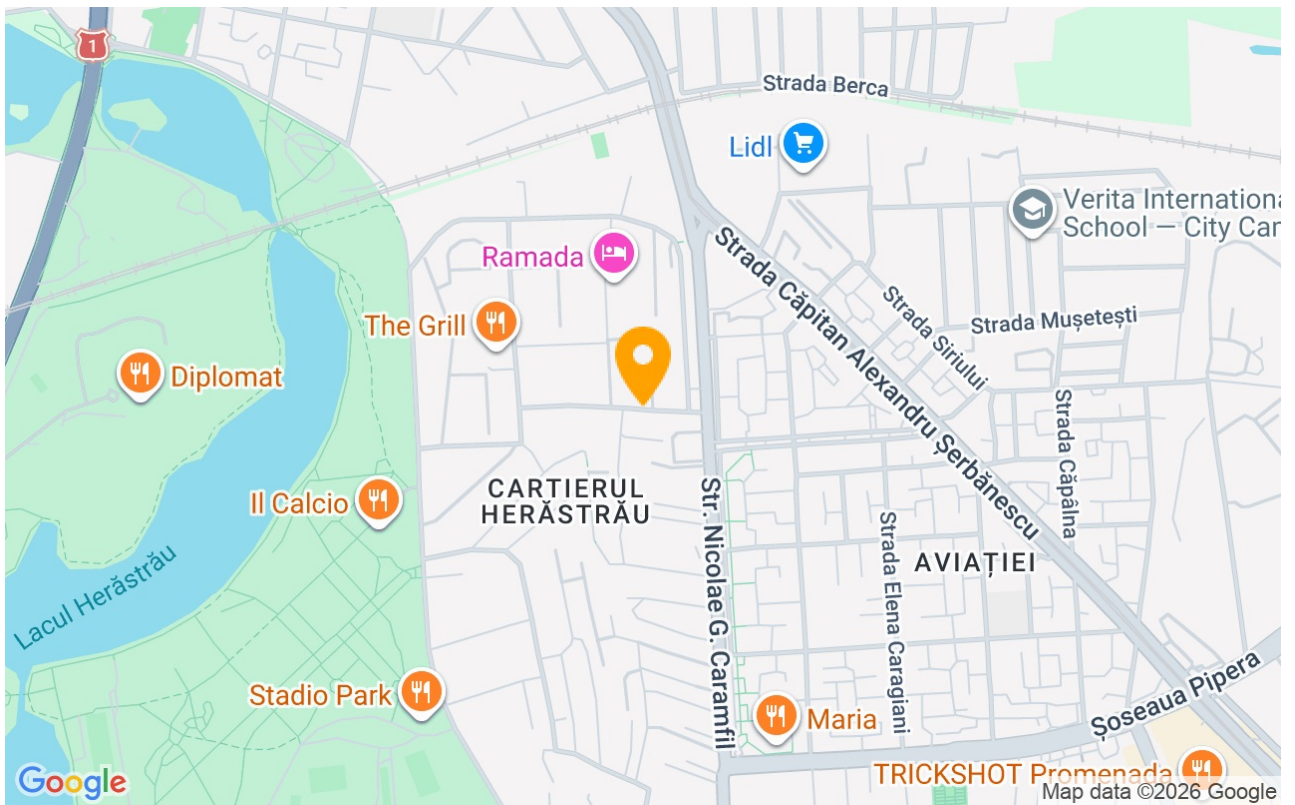 1
Strada Berca
Lidl
Verita Internationa
School — City Car
Ramada
Strada Căpitan Alexandru Șerbănescu
Strada Siriului
Strada Mușetești
The Grill
Diplomat
Strada Căpâlna
Il Calcio
CARTIERUL
HERĂSTRĂU
Str. Nicolae G. Caramfil
Strada Elena Caragiani
AVIAȚIEI
Lacul Herăstrău
Stadio Park
Maria
Șoseaua Pipera
TRICKSHOT Promenada
Google
Map data ©2026 Google